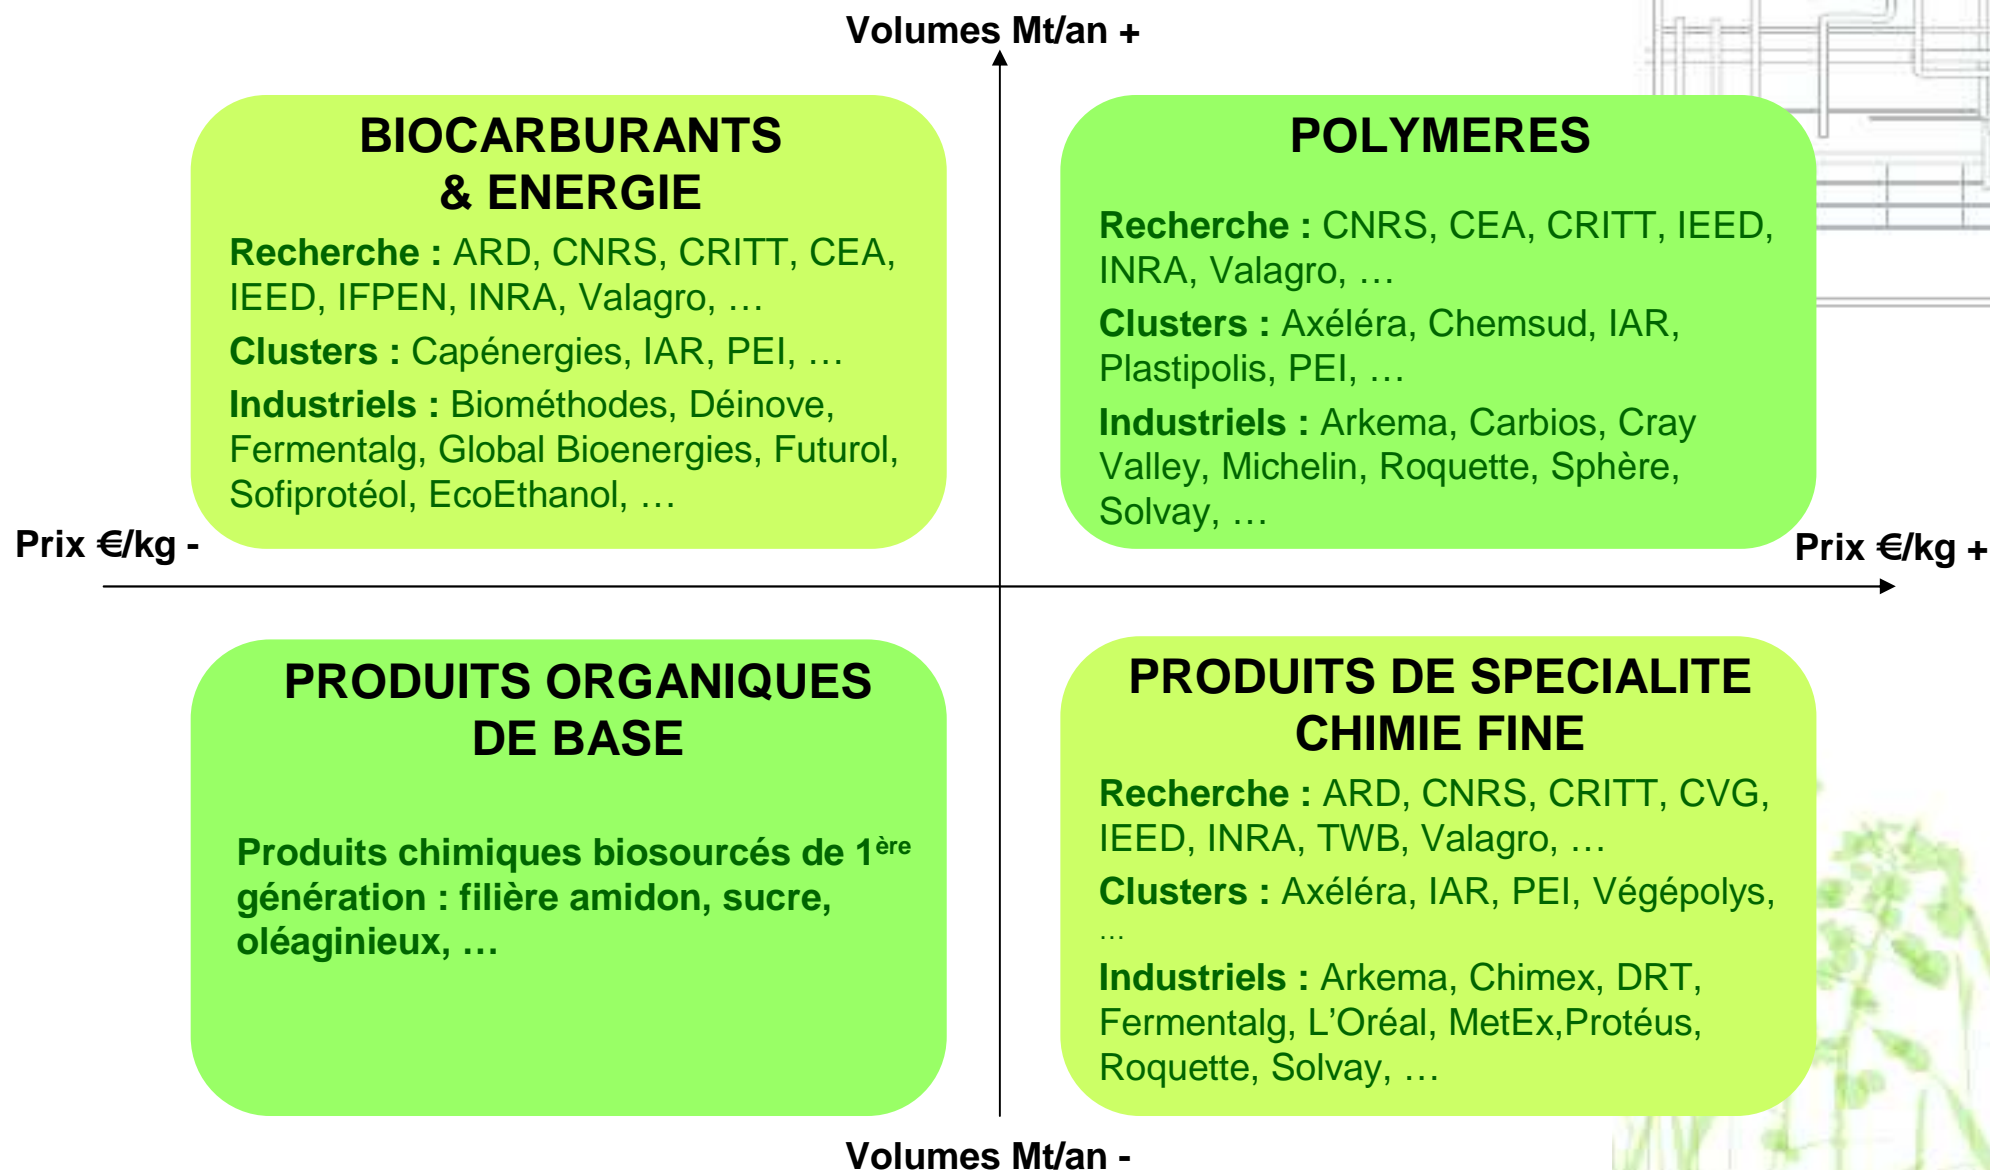 Volumes Mt/an +
BIOCARBURANTS
& ENERGIE
Recherche : ARD, CNRS, CRITT, CEA,
IEED, IFPEN, INRA, Valagro, …
Clusters : Capénergies, IAR, PEI, …
Industriels : Biométhodes, Déinove,
Fermentalg, Global Bioenergies, Futurol,
Sofiprotéol, EcoEthanol, …
POLYMERES
Recherche : CNRS, CEA, CRITT, IEED,
INRA, Valagro, …
Clusters : Axéléra, Chemsud, IAR,
Plastipolis, PEI, …
Industriels : Arkema, Carbios, Cray
Valley, Michelin, Roquette, Sphère,
Solvay, …
Prix €/kg -
Prix €/kg +
PRODUITS ORGANIQUES
DE BASE
Produits chimiques biosourcés de 1ère
génération : filière amidon, sucre,
oléaginieux, …
PRODUITS DE SPECIALITE
CHIMIE FINE
Recherche : ARD, CNRS, CRITT, CVG,
IEED, INRA, TWB, Valagro, …
Clusters : Axéléra, IAR, PEI, Végépolys,
…
Industriels : Arkema, Chimex, DRT,
Fermentalg, L’Oréal, MetEx,Protéus,
Roquette, Solvay, …
Volumes Mt/an -